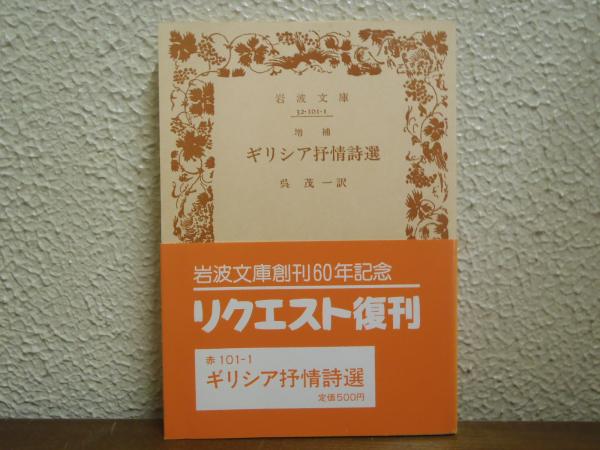 岩波文庫
32-101-1
増補
ギリシア抒情詩選
呉茂一訳
岩波文庫創刊60年記念
リクエスト復刊
赤 101-1
ギリシア抒情詩選
定価500円